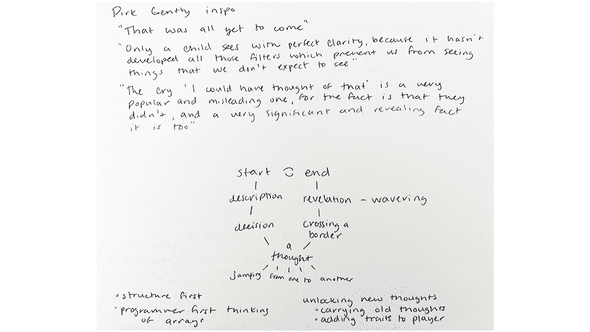 Dirk Gently inspo
"That was all yet to come"
"Only a child sees with perfect clarity, because it hasn't
developed all those filters which prevent us from seeing
things that we don't expect to see"
"The cry 'I could have thought of that' is a very
popular and misleading one, for the fact is that they
didn't, and a very significant and revealing fact
it is too"
start end
description revelation - wavering
decision crossing a
border
a
thought
jumping from one to another
• structure first
• programmer first thinking
of arrays
unlocking new thoughts
• carrying old thoughts
• adding traits to player